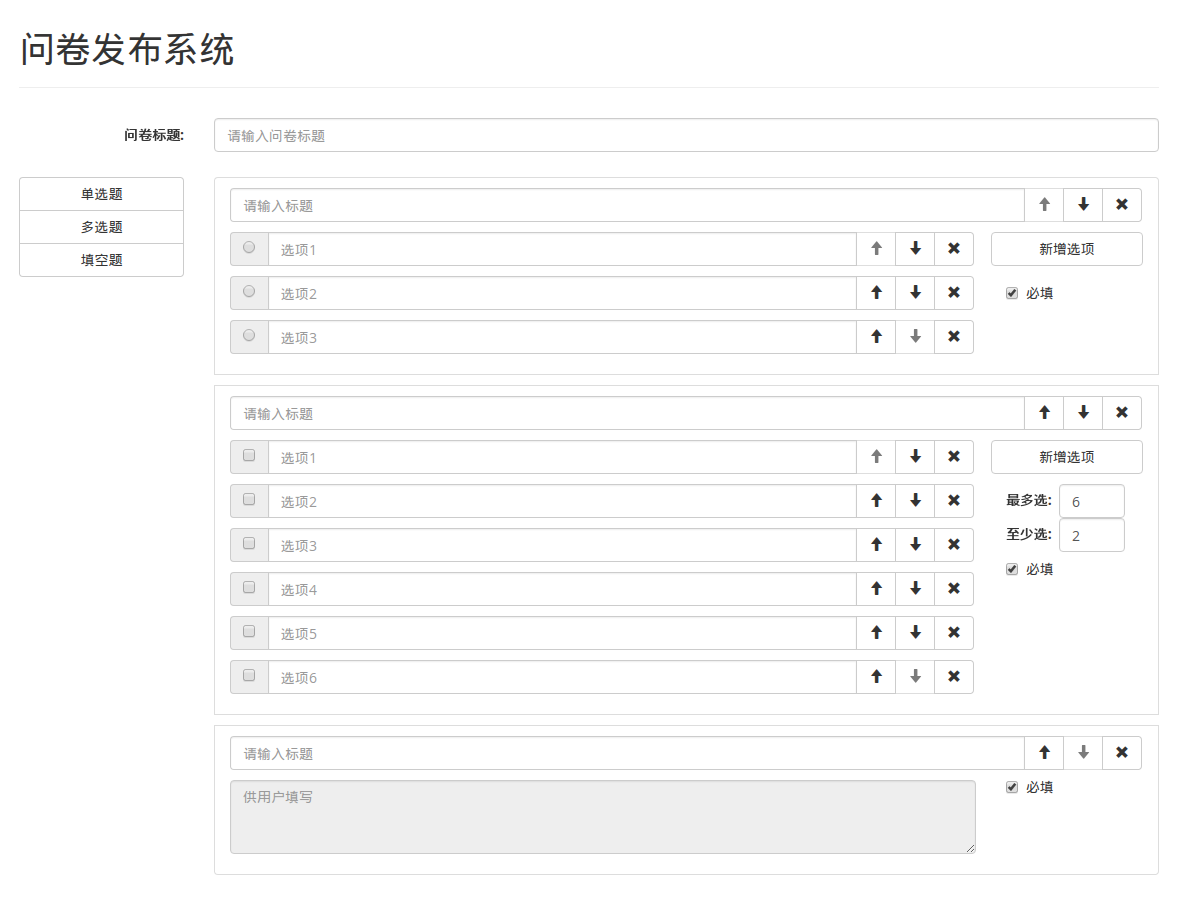 问卷发布系统
问卷标题: 请输入问卷标题
单选题
多选题
填空题
请输入标题
选项1 新增选项
选项2 必填
选项3
请输入标题
选项1 新增选项
选项2 最多选: 6
选项3 至少选: 2
选项4 必填
选项5
选项6
请输入标题
供用户填写 必填